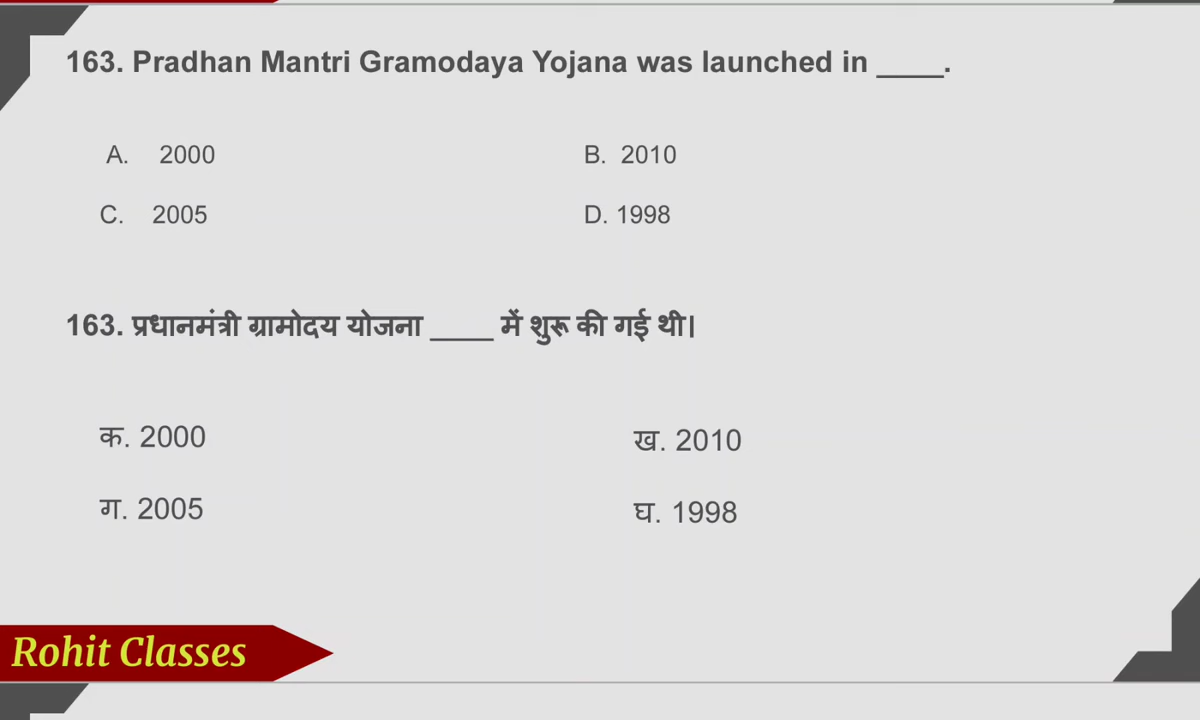 163. Pradhan Mantri Gramodaya Yojana was launched in ____.
A. 2000
B. 2010
C. 2005
D. 1998
163. प्रधानमंत्री ग्रामोदय योजना ____ में शुरू की गई थी।
क. 2000
ख. 2010
ग. 2005
घ. 1998
Rohit Classes